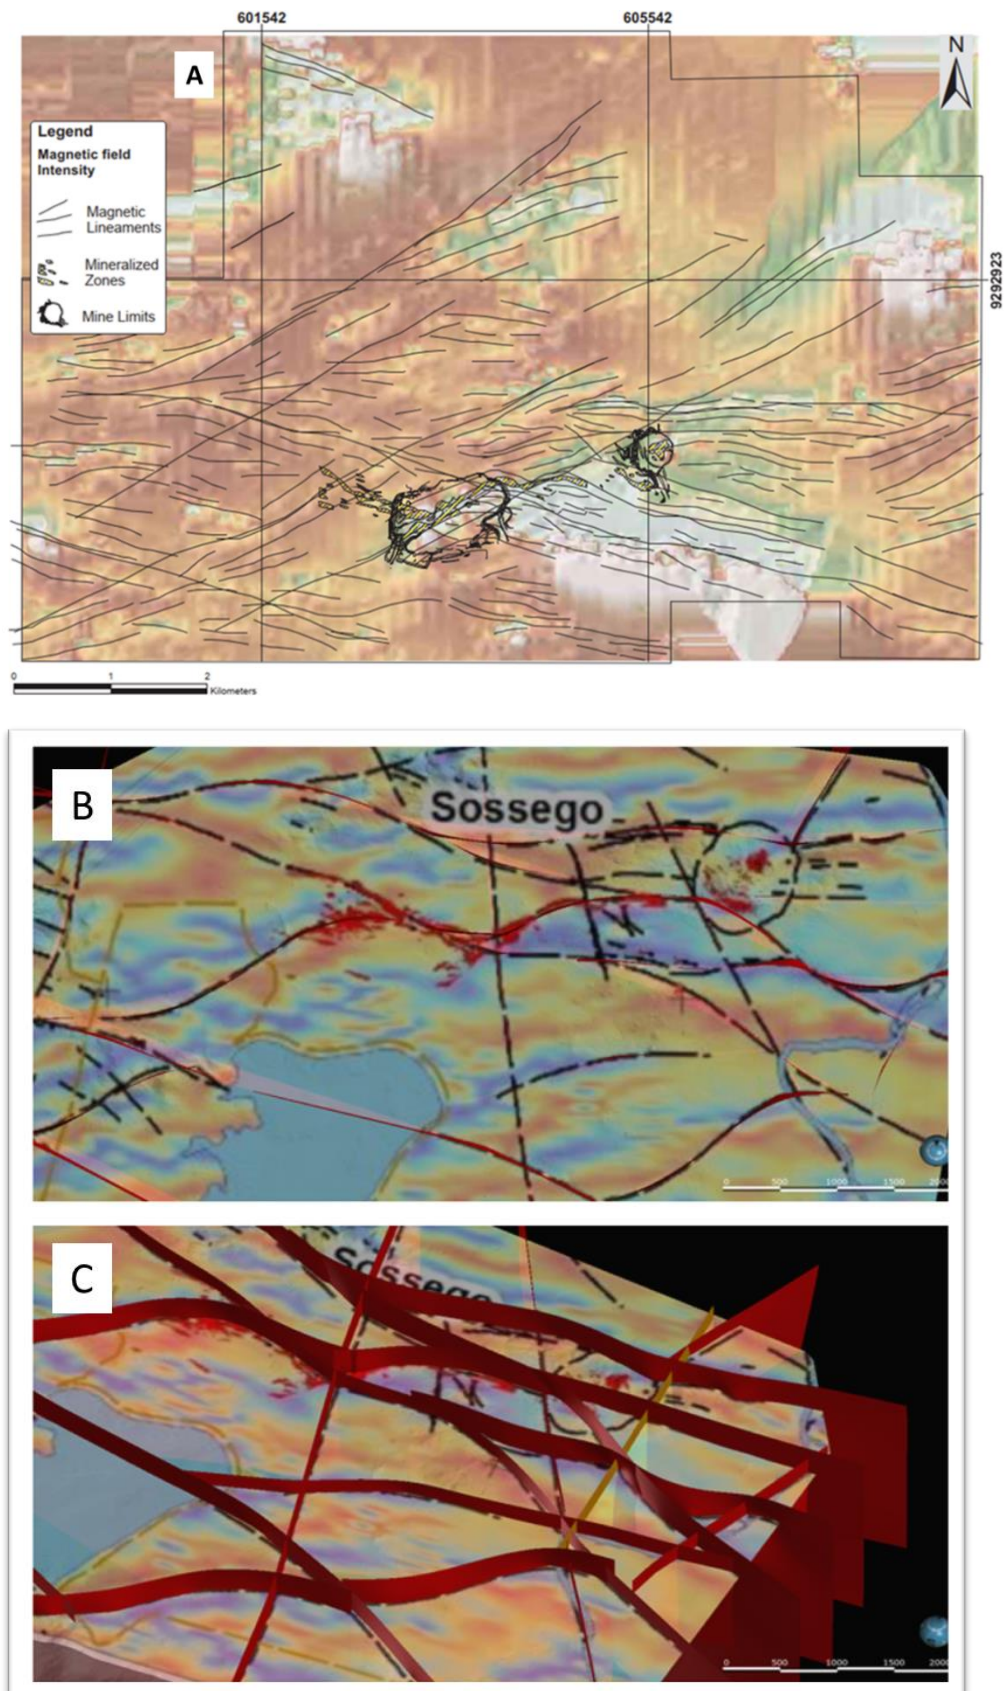 601542 605542
A
N
Legend
Magnetic field
Intensity
Magnetic
Lineaments
Mineralized
Zones
Mine Limits
9292923
0 1 2
Kilometers
B
Sossego
0 500 1000 1500 2000
C
Sossego
0 500 1000 1500 2000